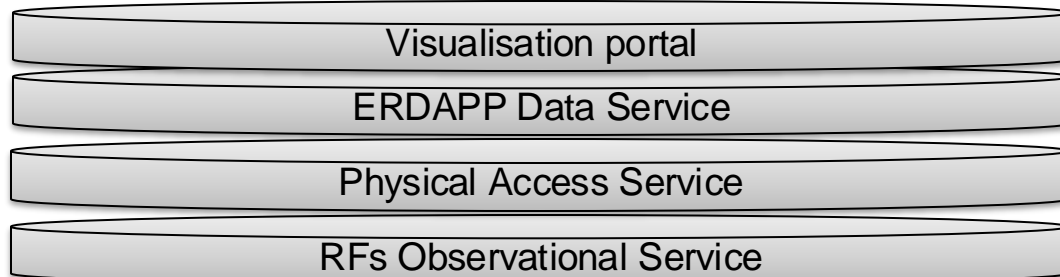 Visualisation portal
ERDAPP Data Service
Physical Access Service
RFs Observational Service